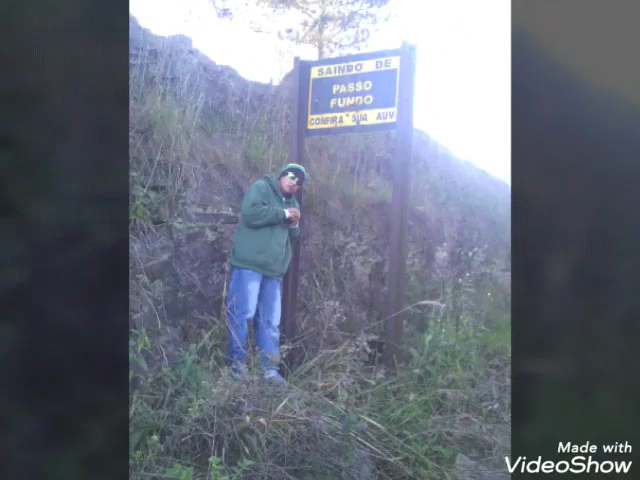 SAINDO DE
PASSO
FUNDO
CONFIRA SUA AUV
Made with
VideoShow